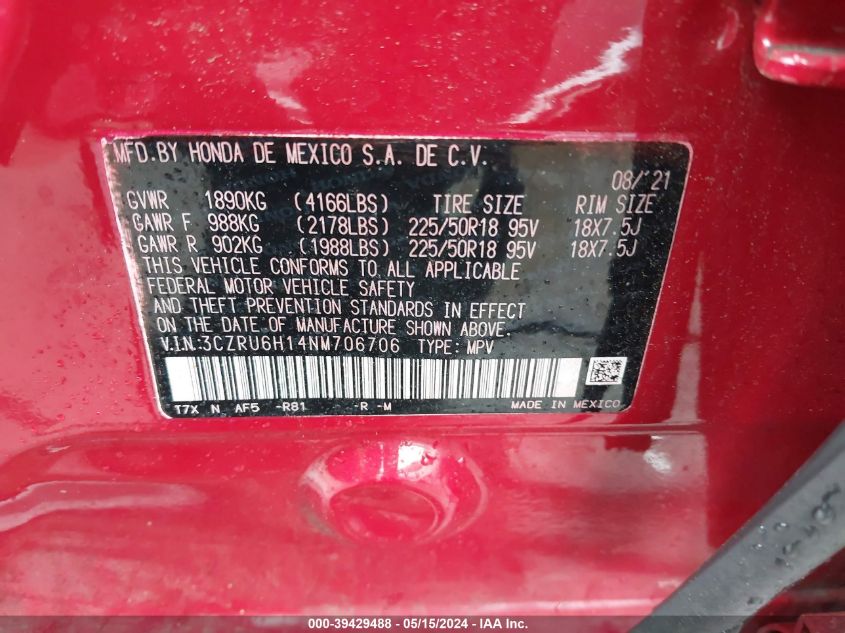 MFD.BY HONDA DE MEXICO S.A. DE C.V.
08/'21
GVWR 1890KG (4166LBS) TIRE SIZE RIM SIZE
GAWR F 988KG (2178LBS) 225/50R18 95V 18X7.5J
GAWR R 902KG (1988LBS) 225/50R18 95V 18X7.5J
THIS VEHICLE CONFORMS TO ALL APPLICABLE
FEDERAL MOTOR VEHICLE SAFETY
AND THEFT PREVENTION STANDARDS IN EFFECT
ON THE DATE OF MANUFACTURE SHOWN ABOVE.
V.I.N:3CZRU6H14NM706706 TYPE: MPV
T7X N AF5 -R81 -R -M MADE IN MEXICO
000-39429488 - 05/15/2024 - IAA Inc.